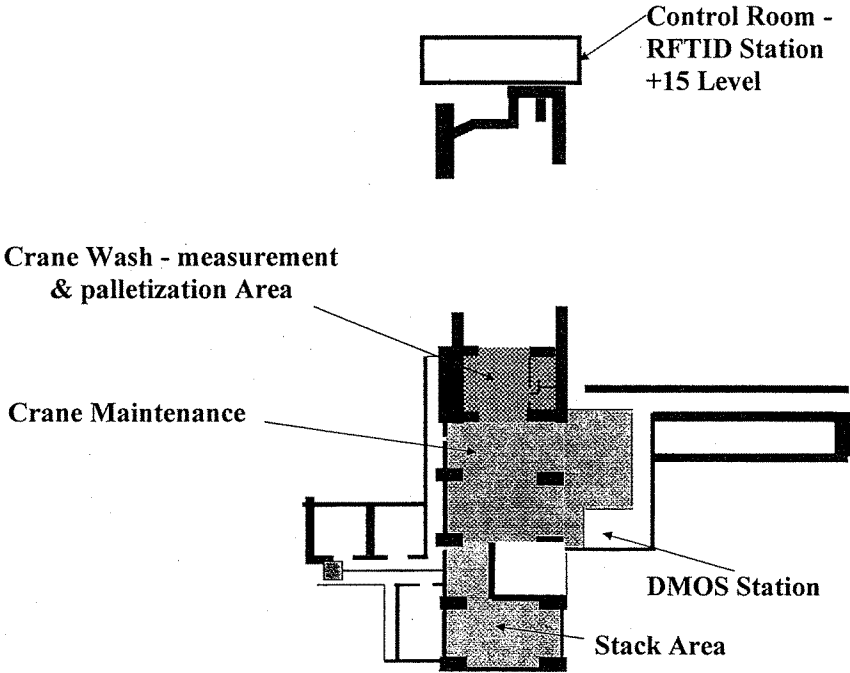 Control Room -
RFTID Station
+15 Level
Crane Wash - measurement
& palletization Area
Crane Maintenance
DMOS Station
Stack Area